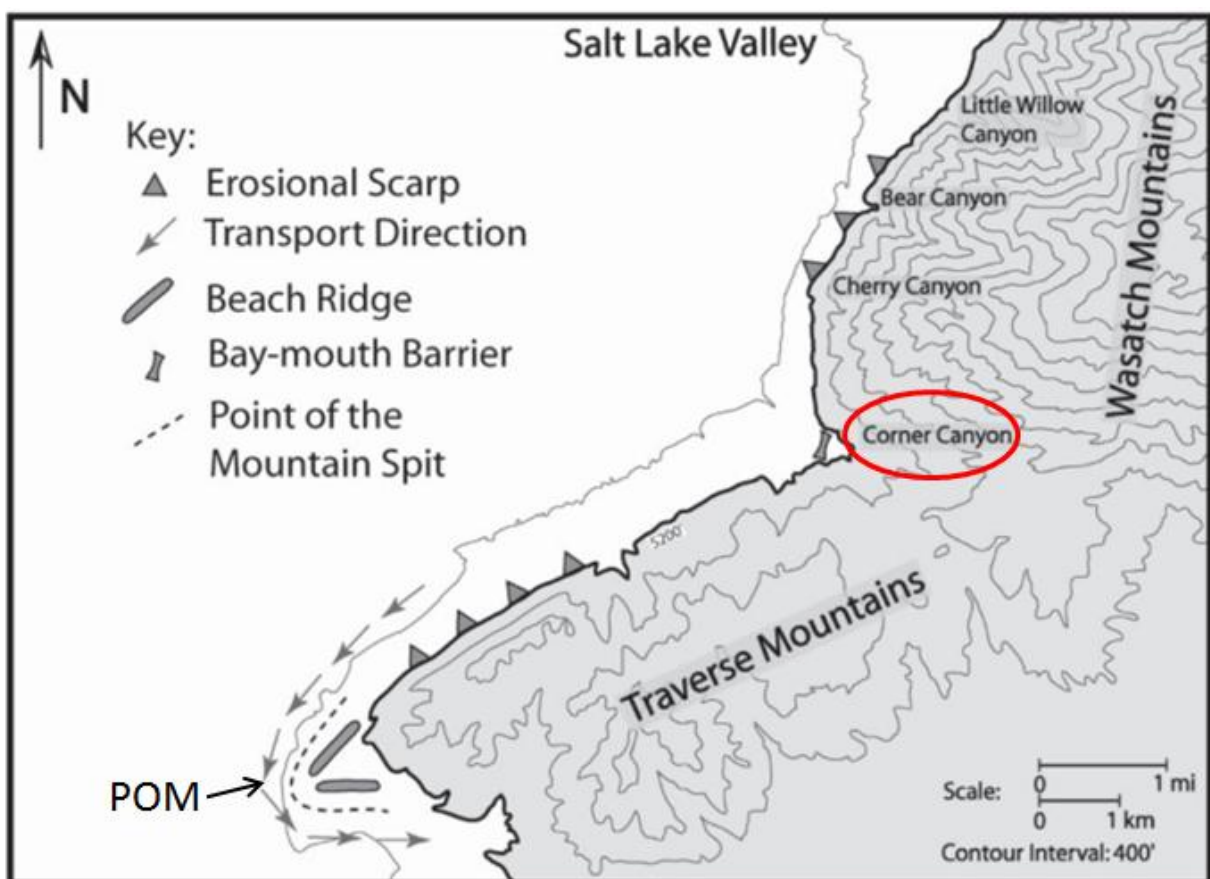 Salt Lake Valley
N
Key:
Erosional Scarp
Transport Direction
Beach Ridge
Bay-mouth Barrier
Point of the
Mountain Spit
Little Willow
Canyon
Bear Canyon
Cherry Canyon
Corner Canyon
Wasatch Mountains
5200'
Traverse Mountains
POM
Scale:
0 1 mi
0 1 km
Contour Interval: 400'